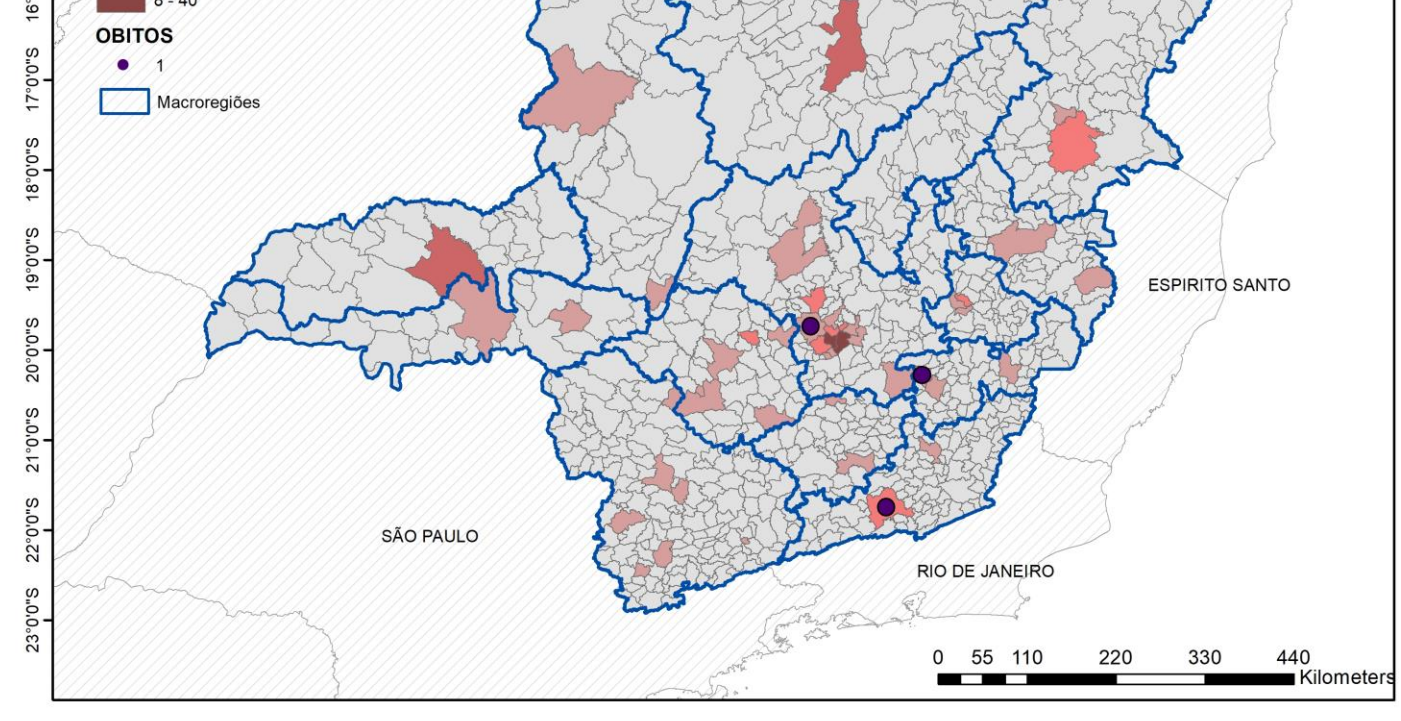 8 - 40
OBITOS
1
Macroregiões
17°0'0"S
18°0'0"S
19°0'0"S
20°0'0"S
21°0'0"S
22°0'0"S
23°0'0"S
ESPIRITO SANTO
SÃO PAULO
RIO DE JANEIRO
0 55 110 220 330 440
Kilometers